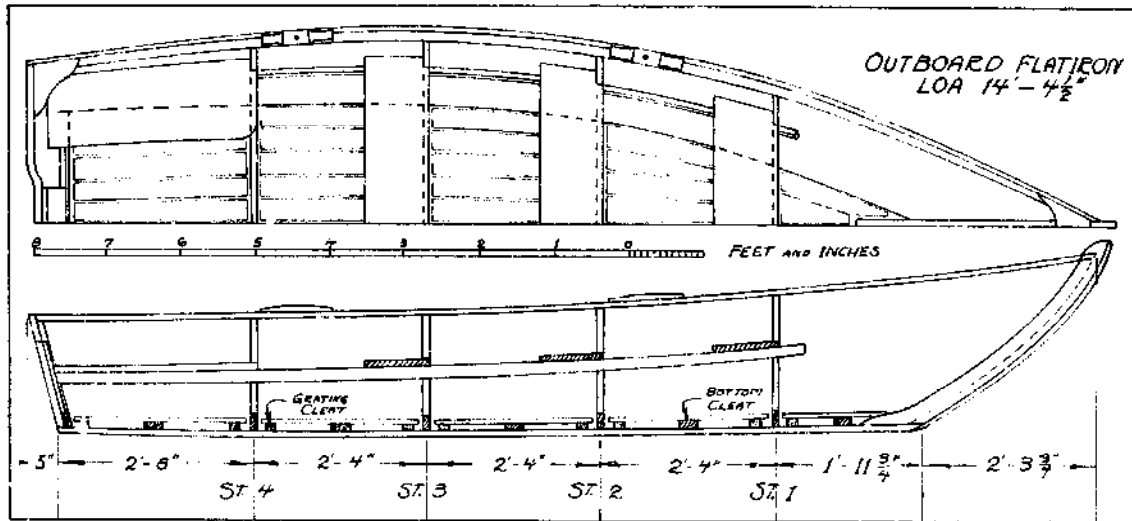 OUTBOARD FLATIRON
LOA 14'-4½"
8 7 6 5 4 3 2 1 0 FEET AND INCHES
GRATING
CLEAT
BOTTOM
CLEAT
5" 2'-8" 2'-4" 2'-4" 2'-4" 1'-11¾" 2'-3¾"
ST. 4 ST. 3 ST. 2 ST. 1